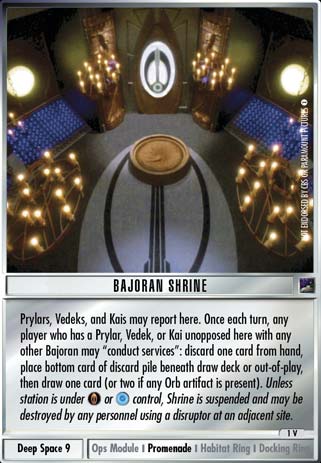 NOT ENDORSED BY CBS OR PARAMOUNT PICTURES
BAJORAN SHRINE
Prylars, Vedeks, and Kais may report here. Once each turn, any
player who has a Prylar, Vedek, or Kai unopposed here with any
other Bajoran may “conduct services”: discard one card from hand,
place bottom card of discard pile beneath draw deck or out-of-play,
then draw one card (or two if any Orb artifact is present). Unless
station is under or control, Shrine is suspended and may be
destroyed by any personnel using a disruptor at an adjacent site.
1 V
Deep Space 9 Ops Module | Promenade | Habitat Ring | Docking Ring